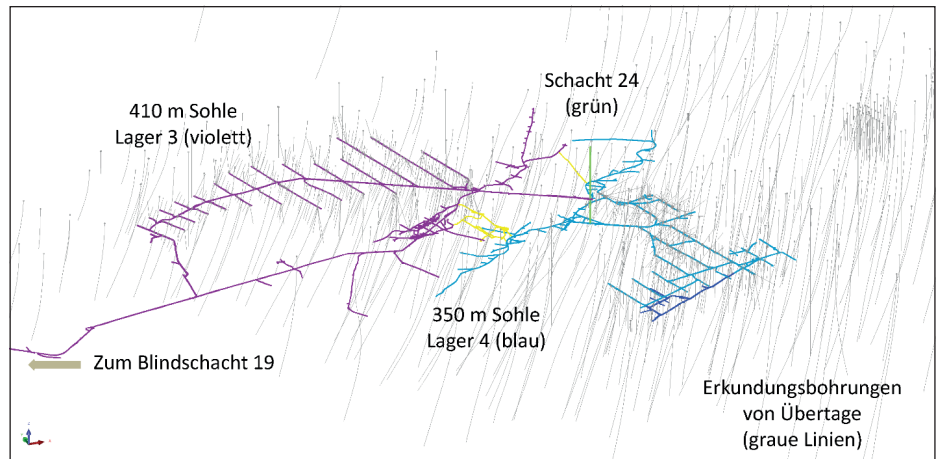 Schacht 24
(grün)
410 m Sohle
Lager 3 (violett)
350 m Sohle
Lager 4 (blau)
Zum Blindschacht 19
Erkundungsbohrungen
von Übertage
(graue Linien)